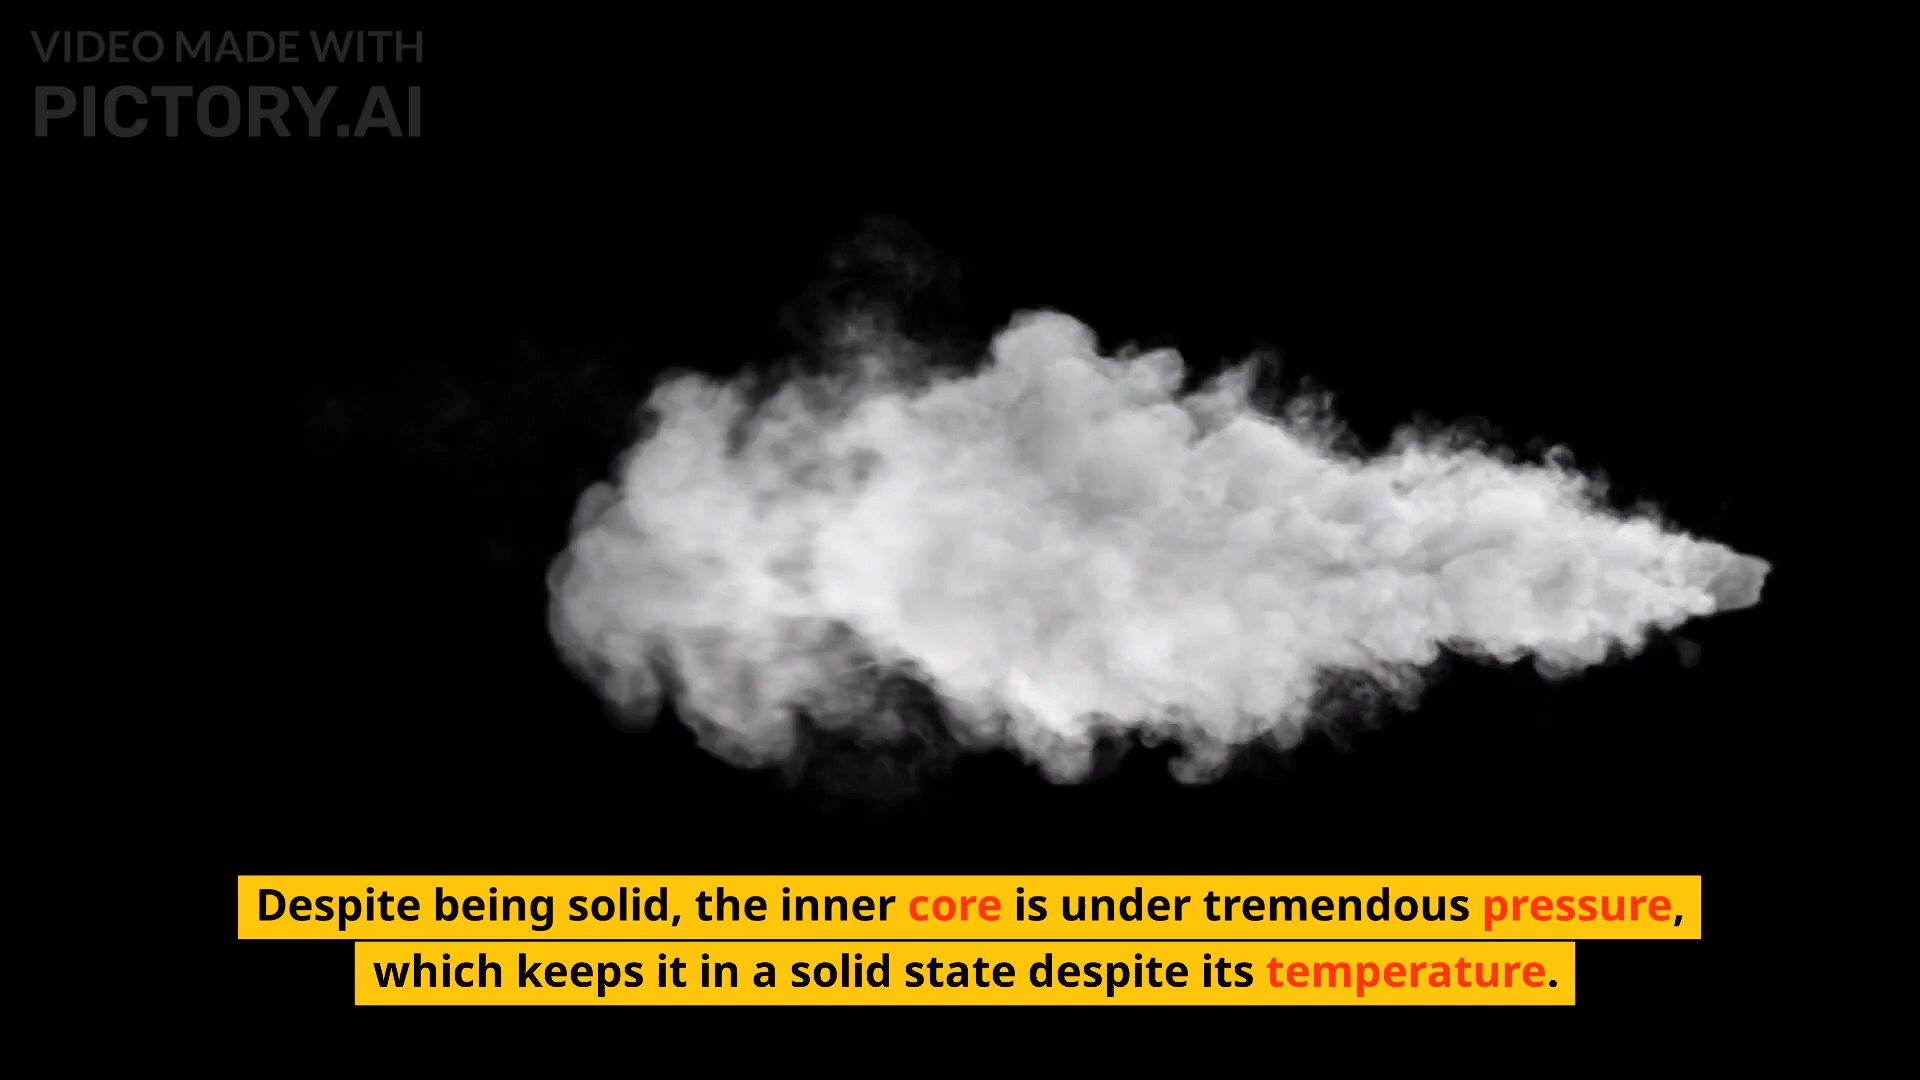 VIDEO MADE WITH
PICTORY.AI
Despite being solid, the inner core is under tremendous pressure,
which keeps it in a solid state despite its temperature.